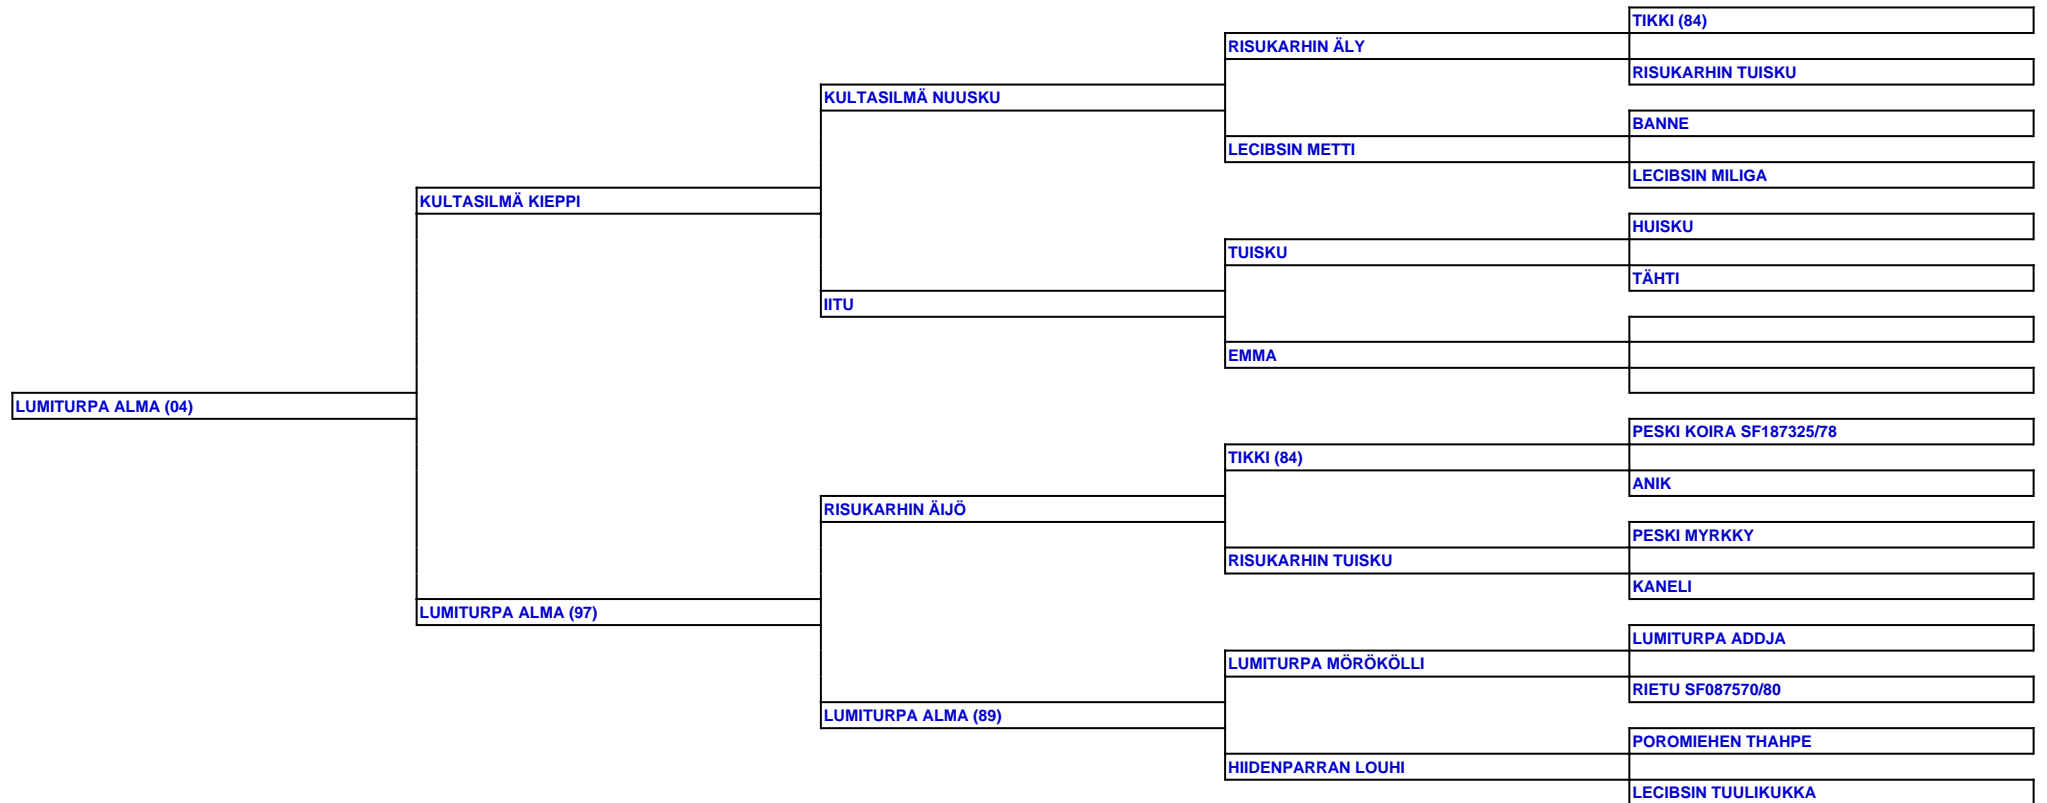 TIKKI (84)
RISUKARHIN ÄLY
RISUKARHIN TUISKU
KULTASILMÄ NUUSKU
BANNE
LECIBSIN METTI
LECIBSIN MILIGA
KULTASILMÄ KIEPPI
HUISKU
TUISKU
TÄHTI
IITU
EMMA
LUMITURPA ALMA (04)
PESKI KOIRA SF187325/78
TIKKI (84)
ANIK
RISUKARHIN ÄIJÖ
PESKI MYRKKY
RISUKARHIN TUISKU
KANELI
LUMITURPA ALMA (97)
LUMITURPA ADDJA
LUMITURPA MÖRÖKÖLLI
RIETU SF087570/80
LUMITURPA ALMA (89)
POROMIEHEN THAHPE
HIIDENPARRAN LOUHI
LECIBSIN TUULIKUKKA